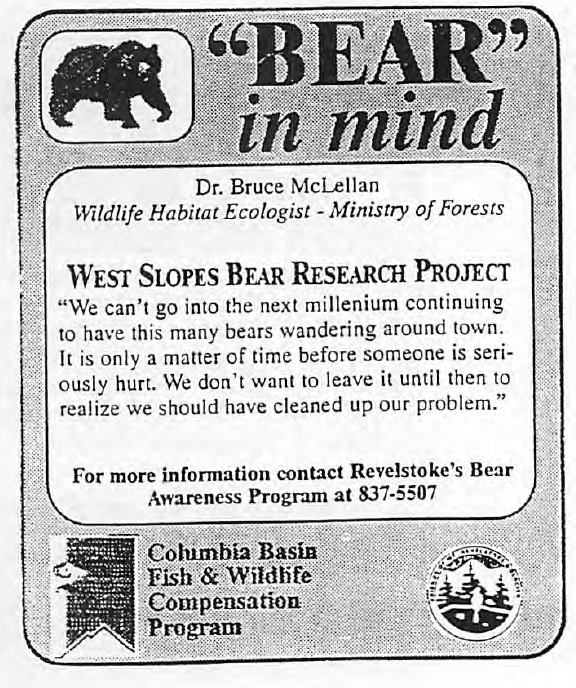 “BEAR”
in mind
Dr. Bruce McLellan
Wildlife Habitat Ecologist - Ministry of Forests
WEST SLOPES BEAR RESEARCH PROJECT
“We can't go into the next millenium continuing
to have this many bears wandering around town.
It is only a matter of time before someone is seri-
ously hurt. We don't want to leave it until then to
realize we should have cleaned up our problem.”
For more information contact Revelstoke's Bear
Awareness Program at 837-5507
Columbia Basin
Fish & Wildlife
Compensation
Program